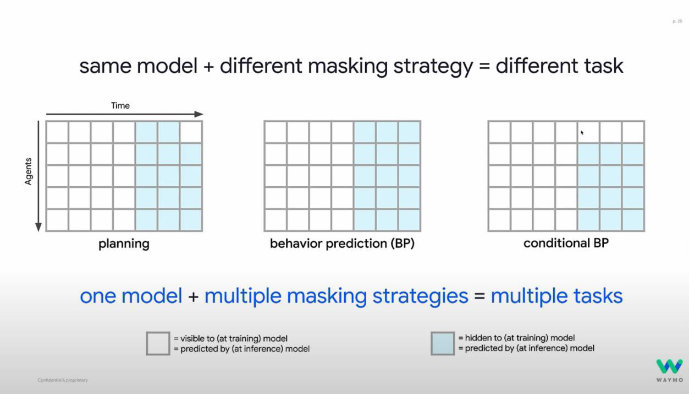 p. 19
same model + different masking strategy = different task
Time
Agents
planning
behavior prediction (BP)
conditional BP
one model + multiple masking strategies = multiple tasks
= visible to (at training) model
= predicted by (at inference) model
= hidden to (at training) model
= predicted by (at inference) model
Confidential & proprietary
WAYMO